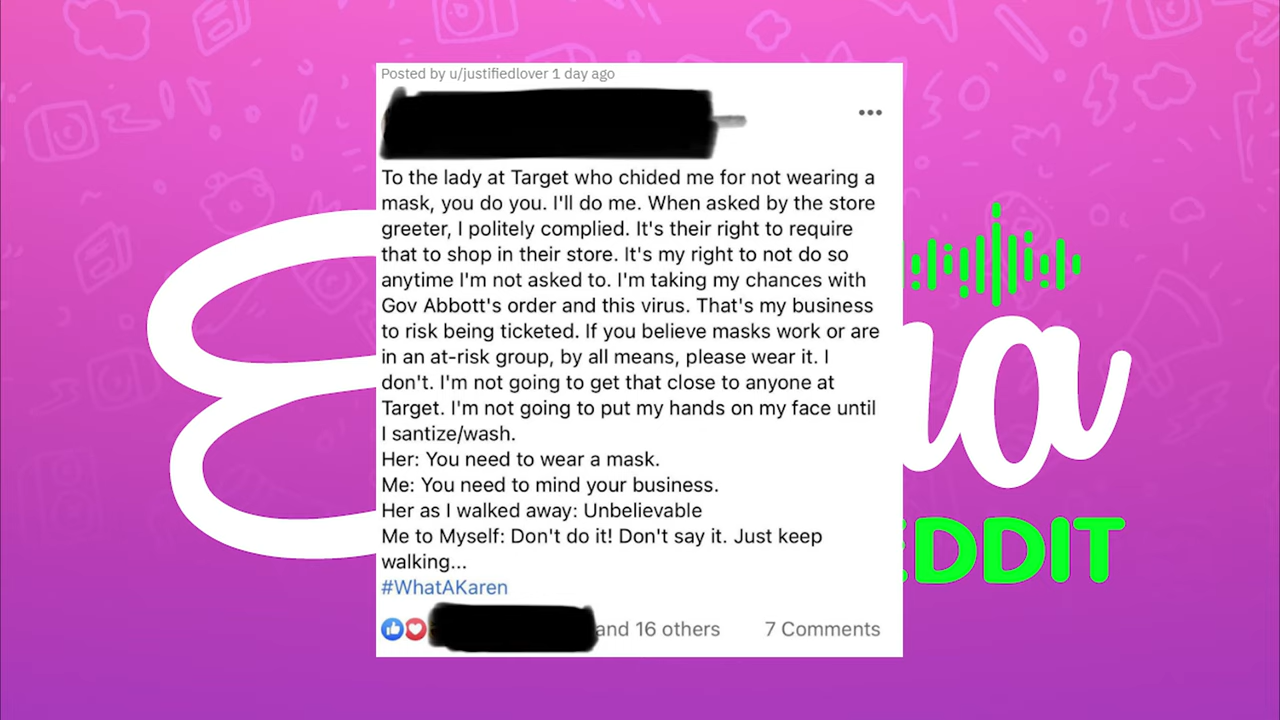 Posted by u/justifiedlover 1 day ago
To the lady at Target who chided me for not wearing a
mask, you do you. I'll do me. When asked by the store
greeter, I politely complied. It's their right to require
that to shop in their store. It's my right to not do so
anytime I'm not asked to. I'm taking my chances with
Gov Abbott's order and this virus. That's my business
to risk being ticketed. If you believe masks work or are
in an at-risk group, by all means, please wear it. I
don't. I'm not going to get that close to anyone at
Target. I'm not going to put my hands on my face until
I santize/wash.
Her: You need to wear a mask.
Me: You need to mind your business.
Her as I walked away: Unbelievable
Me to Myself: Don't do it! Don't say it. Just keep
walking...
#WhatAKaren
and 16 others 7 Comments
EDDIT